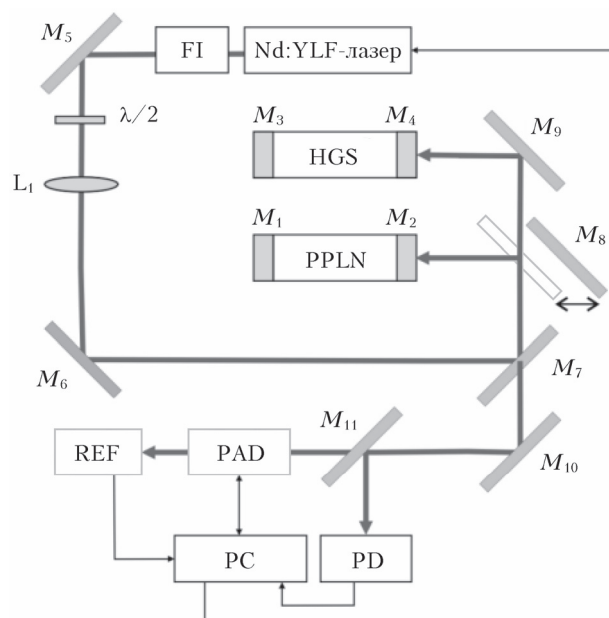 M5
FI
Nd:YLF-лазер
λ/2
M3
M4
M9
HGS
L1
M1
M2
M8
PPLN
M6
M7
M11
REF
PAD
M10
PC
PD